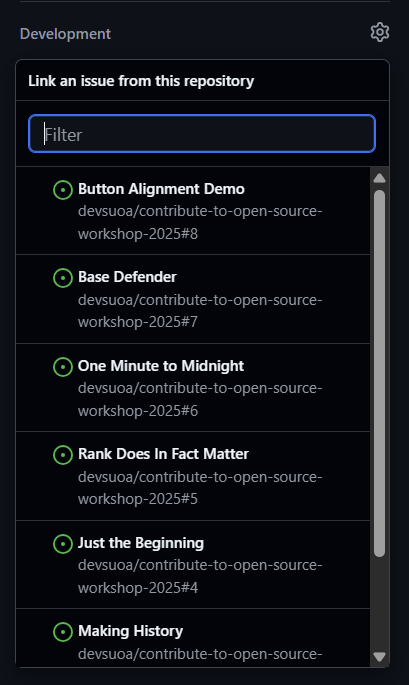 Development
Link an issue from this repository
Filter
Button Alignment Demo
devsuoa/contribute-to-open-source-
workshop-2025#8
Base Defender
devsuoa/contribute-to-open-source-
workshop-2025#7
One Minute to Midnight
devsuoa/contribute-to-open-source-
workshop-2025#6
Rank Does In Fact Matter
devsuoa/contribute-to-open-source-
workshop-2025#5
Just the Beginning
devsuoa/contribute-to-open-source-
workshop-2025#4
Making History
devsuoa/contribute-to-open-source-